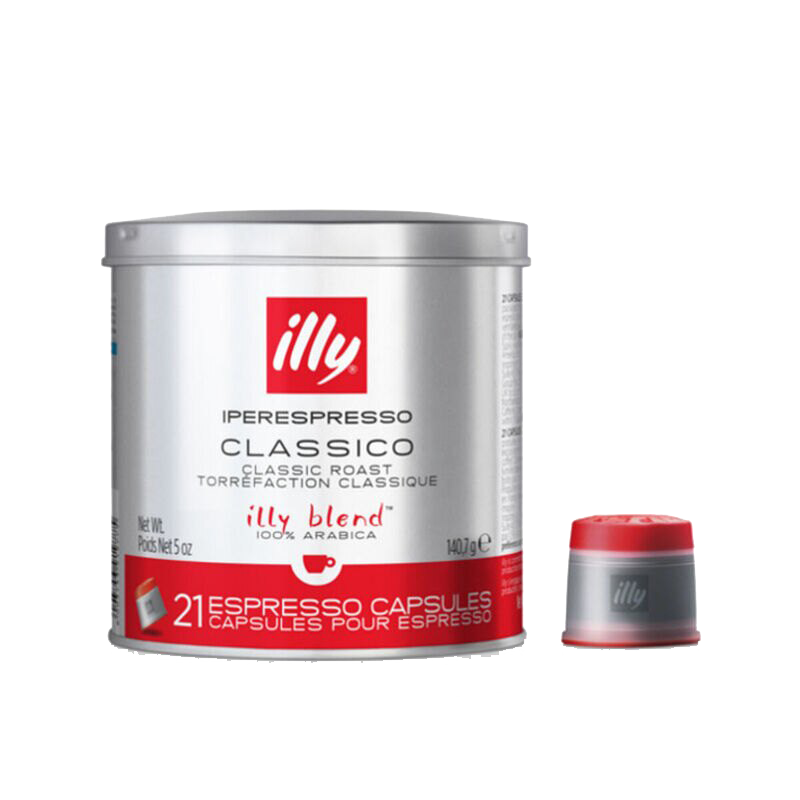 illy®
IPERESPRESSO
CLASSICO
CLASSIC ROAST
TORRÉFACTION CLASSIQUE
illy blend™
100% ARABICA
Net Wt.
Poids Net 5 oz
140,7g ℮
21 ESPRESSO CAPSULES
CAPSULES POUR ESPRESSO
illy